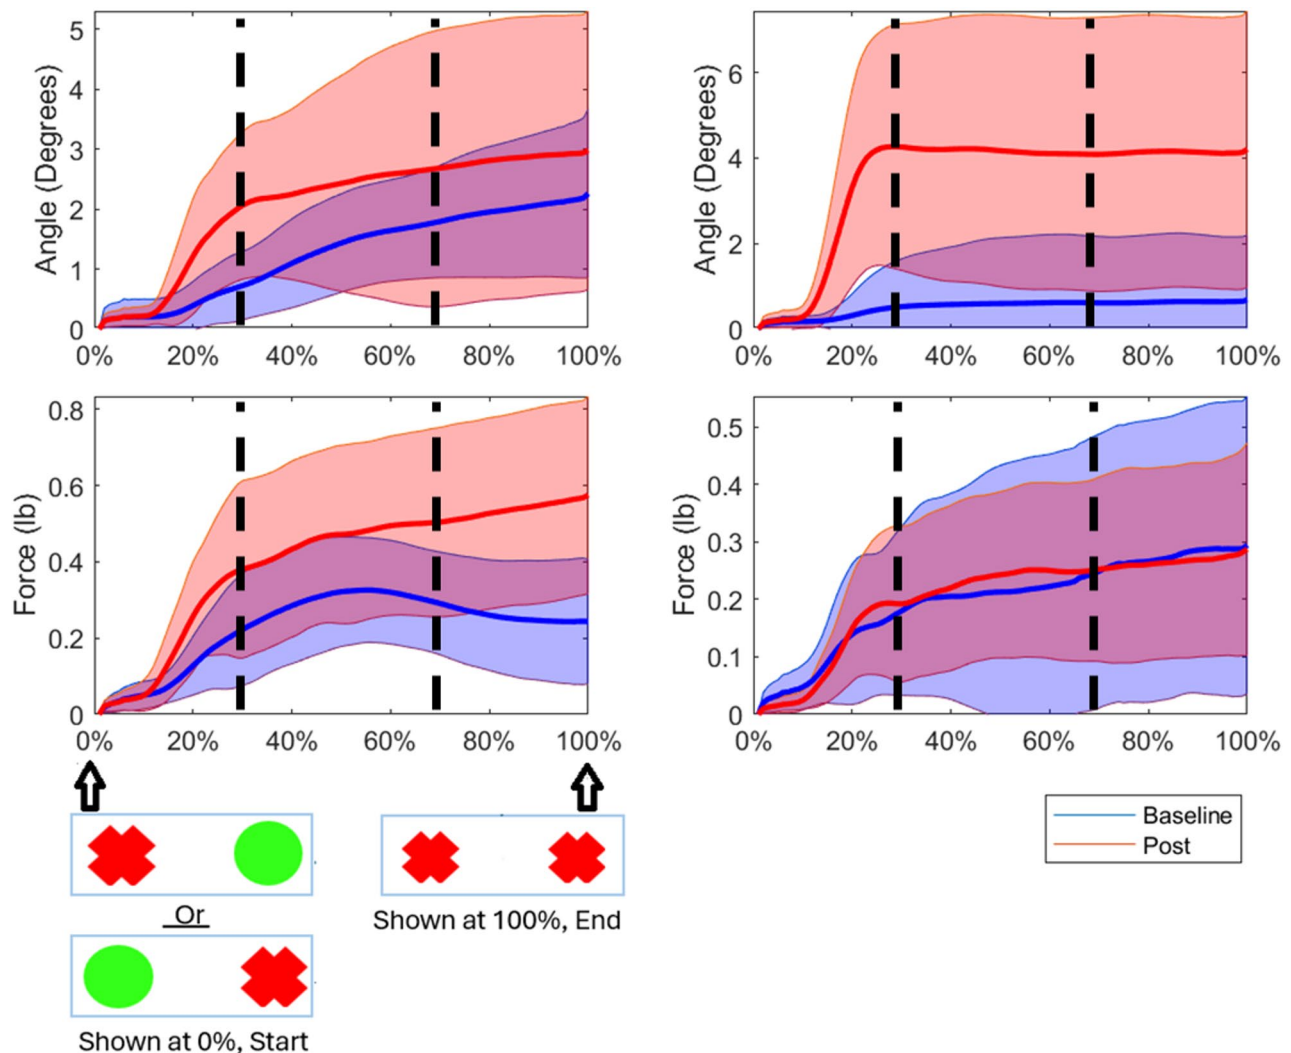 Angle (Degrees)
5
4
3
2
1
0
0% 20% 40% 60% 80% 100%
Angle (Degrees)
6
4
2
0
0% 20% 40% 60% 80% 100%
Force (lb)
0.8
0.6
0.4
0.2
0
0% 20% 40% 60% 80% 100%
Force (lb)
0.5
0.4
0.3
0.2
0.1
0
0% 20% 40% 60% 80% 100%
Or
Shown at 0%, Start
Shown at 100%, End
Baseline
Post